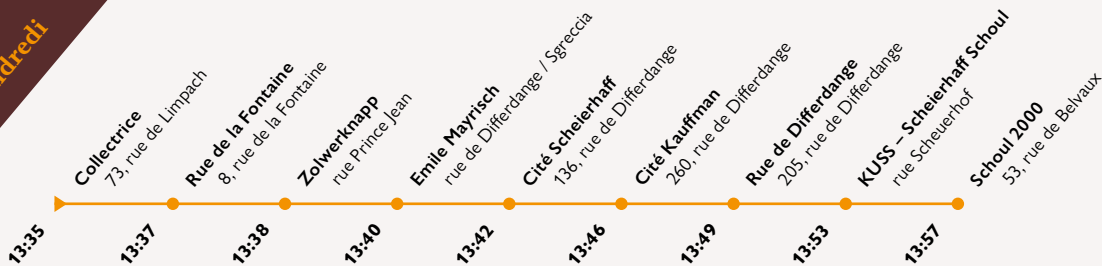 Collectrice
73, rue de Limpach
Rue de la Fontaine
8, rue de la Fontaine
Zolwerknapp
rue Prince Jean
Emile Mayrisch
rue de Differdange / Sgreccia
Cité Scheierhaff
136, rue de Differdange
Cité Kauffman
260, rue de Differdange
Rue de Differdange
205, rue de Differdange
KUSS – Scheierhaff Schoul
rue Scheuerhof
Schoul 2000
53, rue de Belvaux
13:35
13:37
13:38
13:40
13:42
13:46
13:49
13:53
13:57